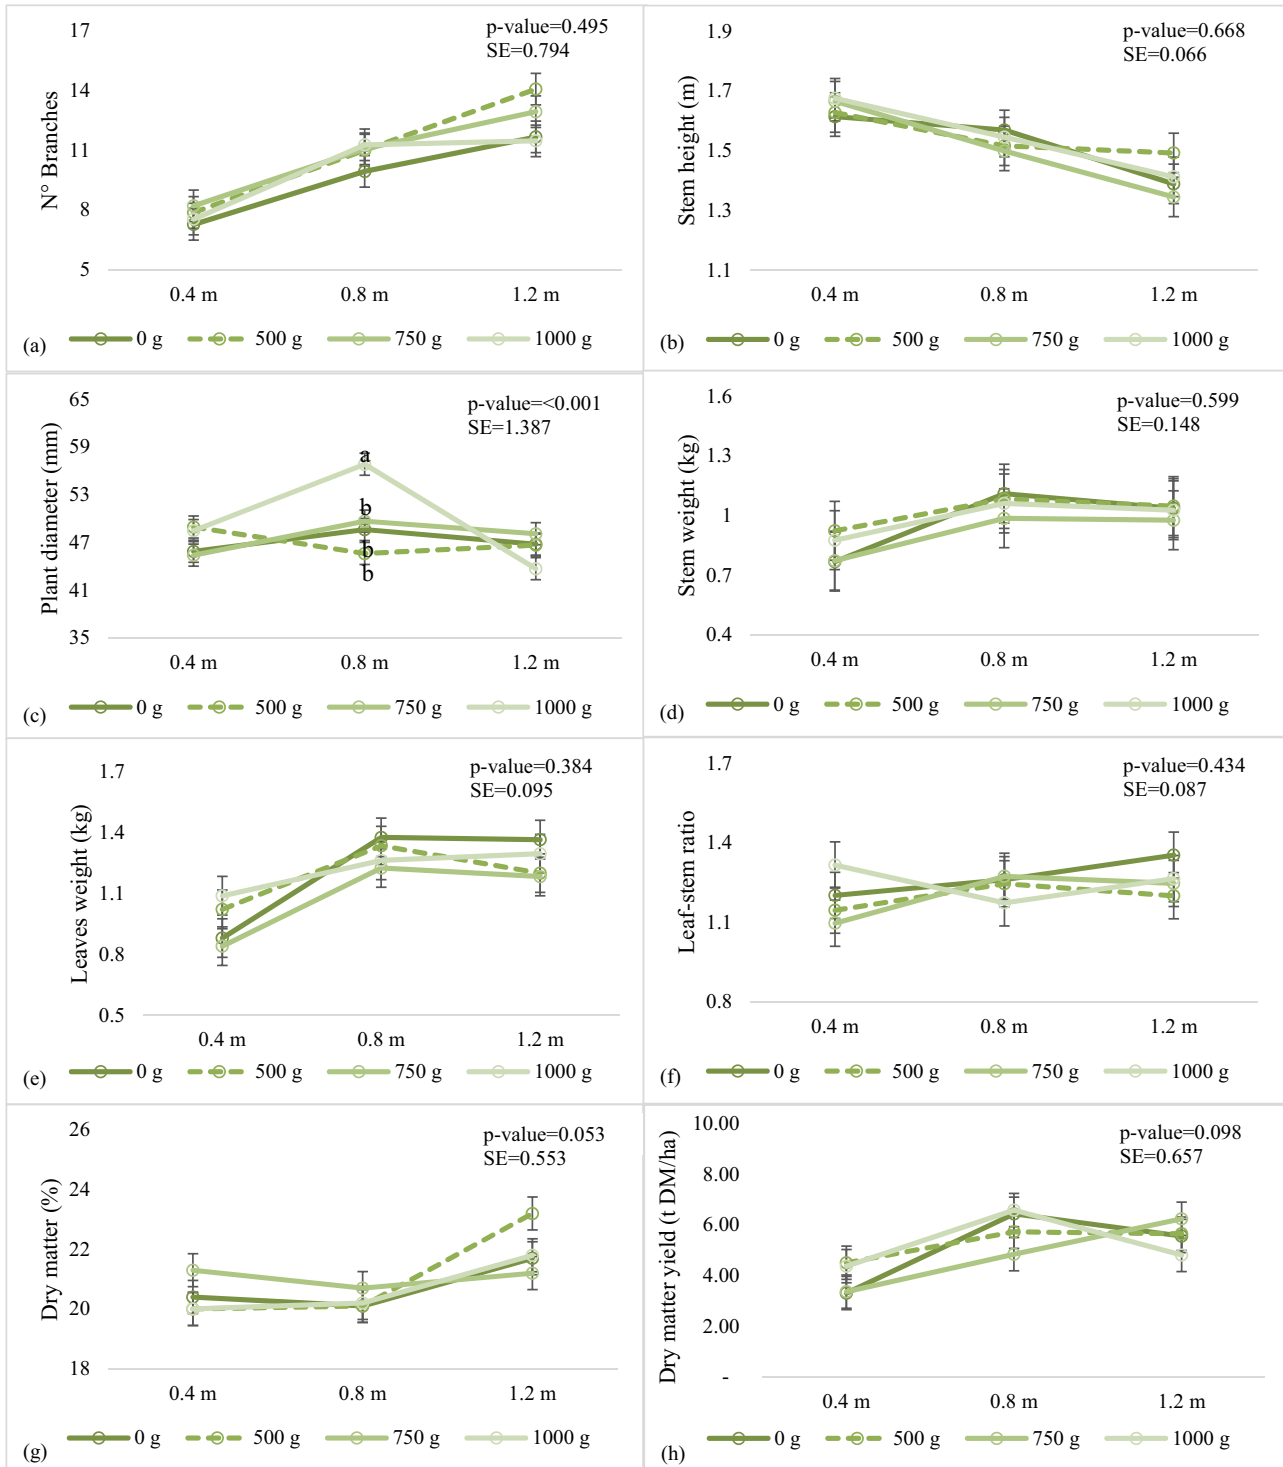 17
14
11
8
5
N° Branches
p-value=0.495
SE=0.794
0.4 m 0.8 m 1.2 m
(a) 0 g 500 g 750 g 1000 g
1.9
1.7
1.5
1.3
1.1
Stem height (m)
p-value=0.668
SE=0.066
0.4 m 0.8 m 1.2 m
(b) 0 g 500 g 750 g 1000 g
65
59
53
47
41
35
Plant diameter (mm)
p-value=<0.001
SE=1.387
a
b
b
b
0.4 m 0.8 m 1.2 m
(c) 0 g 500 g 750 g 1000 g
1.6
1.3
1
0.7
0.4
Stem weight (kg)
p-value=0.599
SE=0.148
0.4 m 0.8 m 1.2 m
(d) 0 g 500 g 750 g 1000 g
1.7
1.4
1.1
0.8
0.5
Leaves weight (kg)
p-value=0.384
SE=0.095
0.4 m 0.8 m 1.2 m
(e) 0 g 500 g 750 g 1000 g
1.7
1.4
1.1
0.8
Leaf-stem ratio
p-value=0.434
SE=0.087
0.4 m 0.8 m 1.2 m
(f) 0 g 500 g 750 g 1000 g
26
24
22
20
18
Dry matter (%)
p-value=0.053
SE=0.553
0.4 m 0.8 m 1.2 m
(g) 0 g 500 g 750 g 1000 g
10.00
8.00
6.00
4.00
2.00
-
Dry matter yield (t DM/ha)
p-value=0.098
SE=0.657
0.4 m 0.8 m 1.2 m
(h) 0 g 500 g 750 g 1000 g